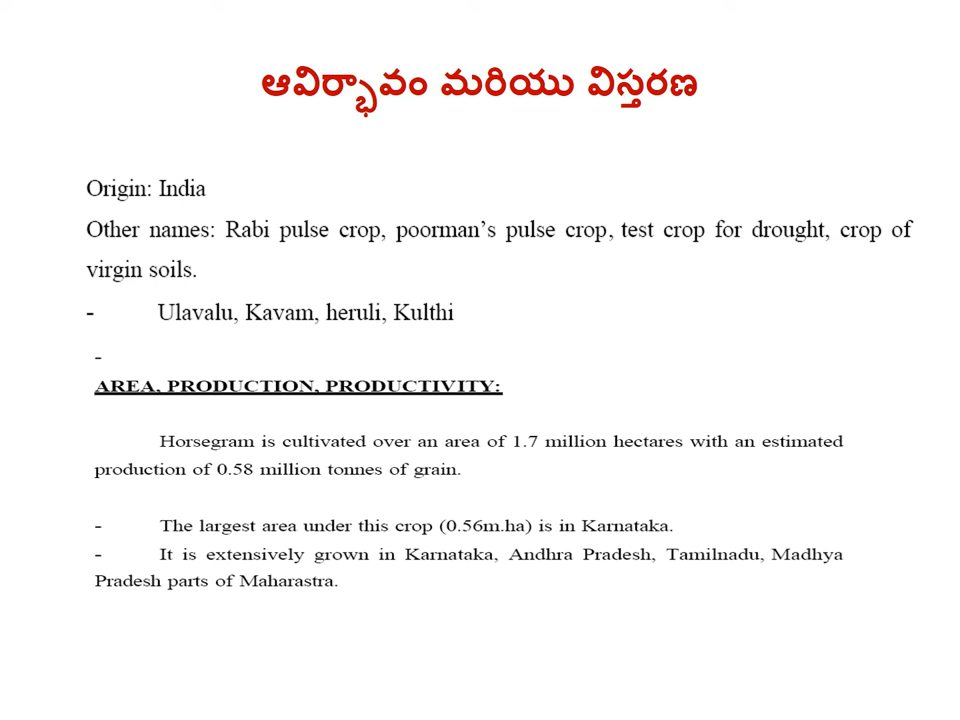 ఆవిర్భావం మరియు విస్తరణ
Origin: India
Other names: Rabi pulse crop, poorman's pulse crop, test crop for drought, crop of
virgin soils.
- Ulavalu, Kavam, heruli, Kulthi
-
AREA, PRODUCTION, PRODUCTIVITY:
Horsegram is cultivated over an area of 1.7 million hectares with an estimated
production of 0.58 million tonnes of grain.
- The largest area under this crop (0.56m.ha) is in Karnataka.
- It is extensively grown in Karnataka, Andhra Pradesh, Tamilnadu, Madhya
Pradesh parts of Maharastra.